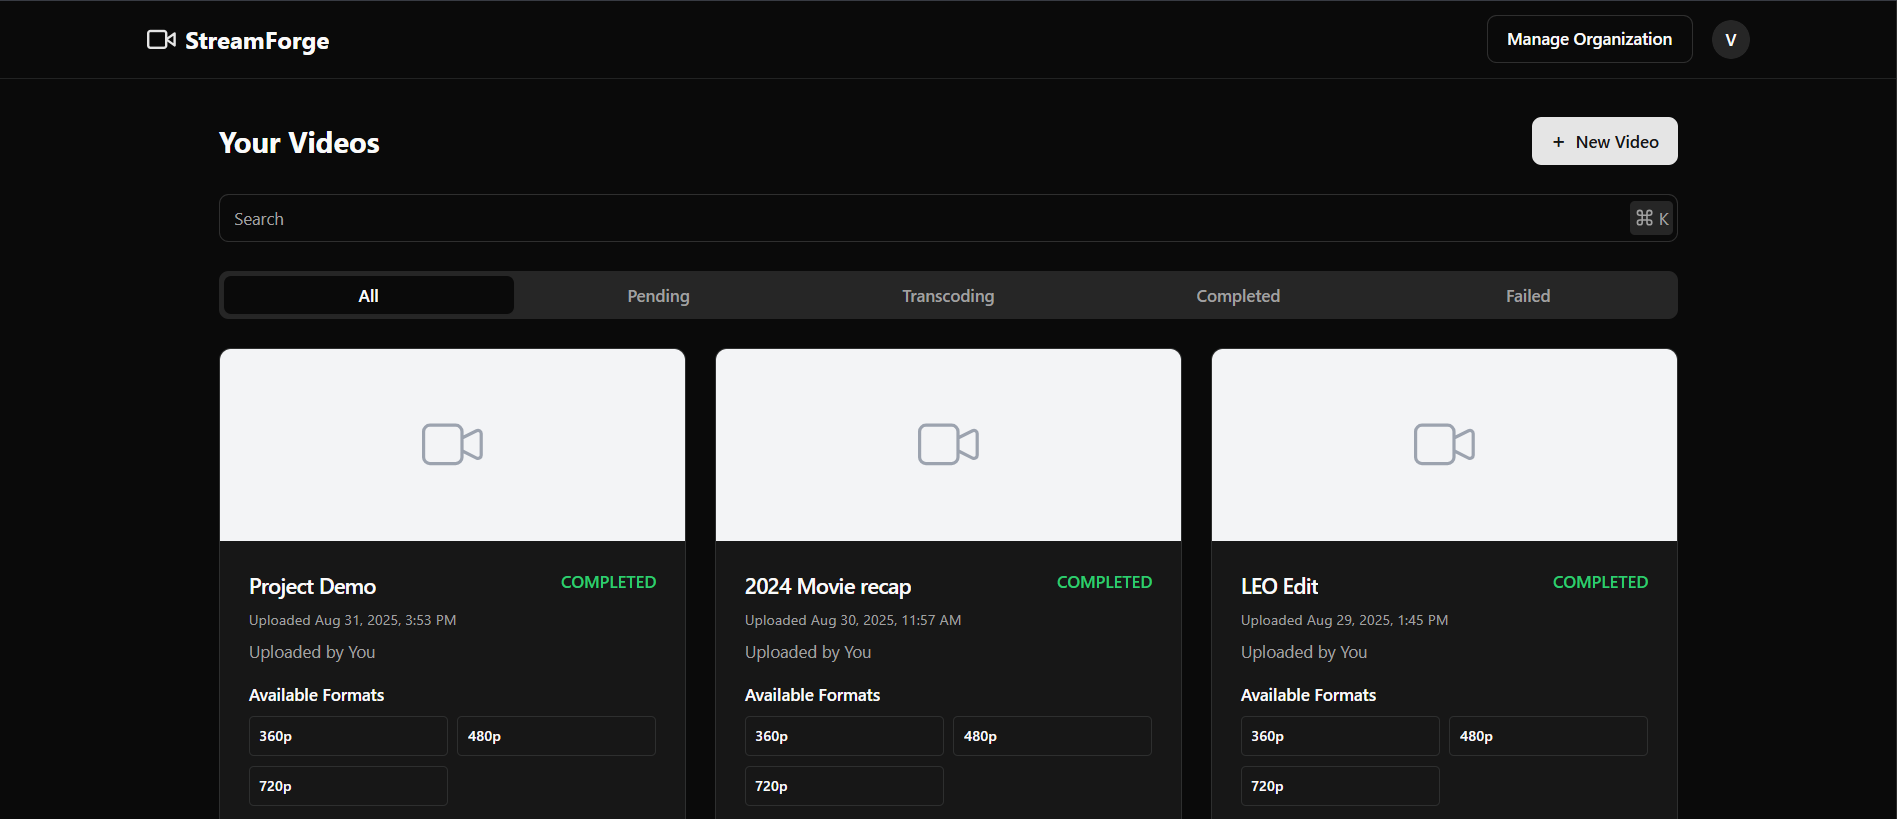 StreamForge
Manage Organization
V
Your Videos
+ New Video
Search
⌘ K
All
Pending
Transcoding
Completed
Failed
Project Demo
COMPLETED
Uploaded Aug 31, 2025, 3:53 PM
Uploaded by You
Available Formats
360p
480p
720p
2024 Movie recap
COMPLETED
Uploaded Aug 30, 2025, 11:57 AM
Uploaded by You
Available Formats
360p
480p
720p
LEO Edit
COMPLETED
Uploaded Aug 29, 2025, 1:45 PM
Uploaded by You
Available Formats
360p
480p
720p